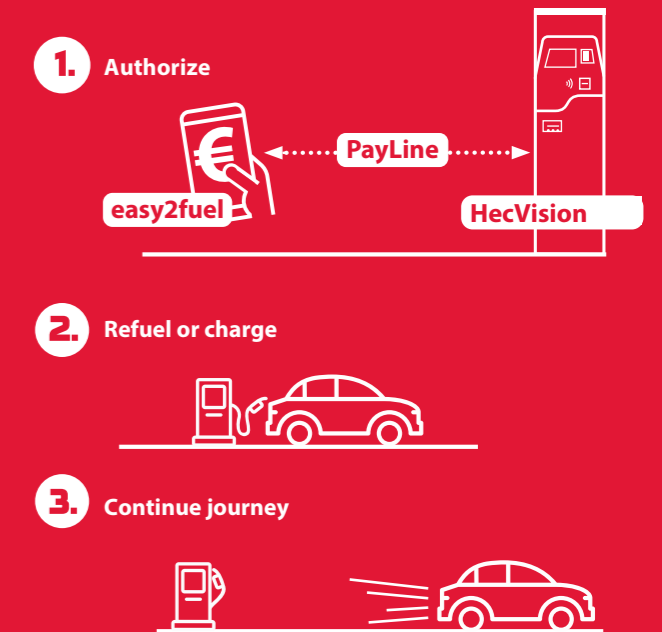 1. Authorize
€
PayLine
easy2fuel
HecVision
2. Refuel or charge
3. Continue journey